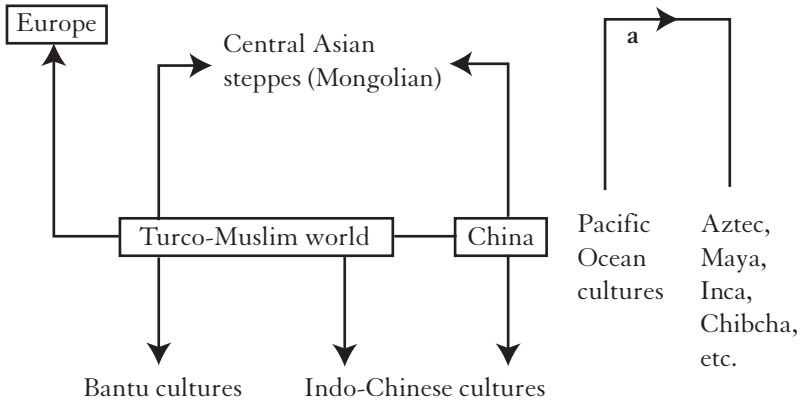 Europe
Central Asian
steppes (Mongolian)
a
Turco-Muslim world
China
Pacific
Ocean
cultures
Aztec,
Maya,
Inca,
Chibcha,
etc.
Bantu cultures
Indo-Chinese cultures